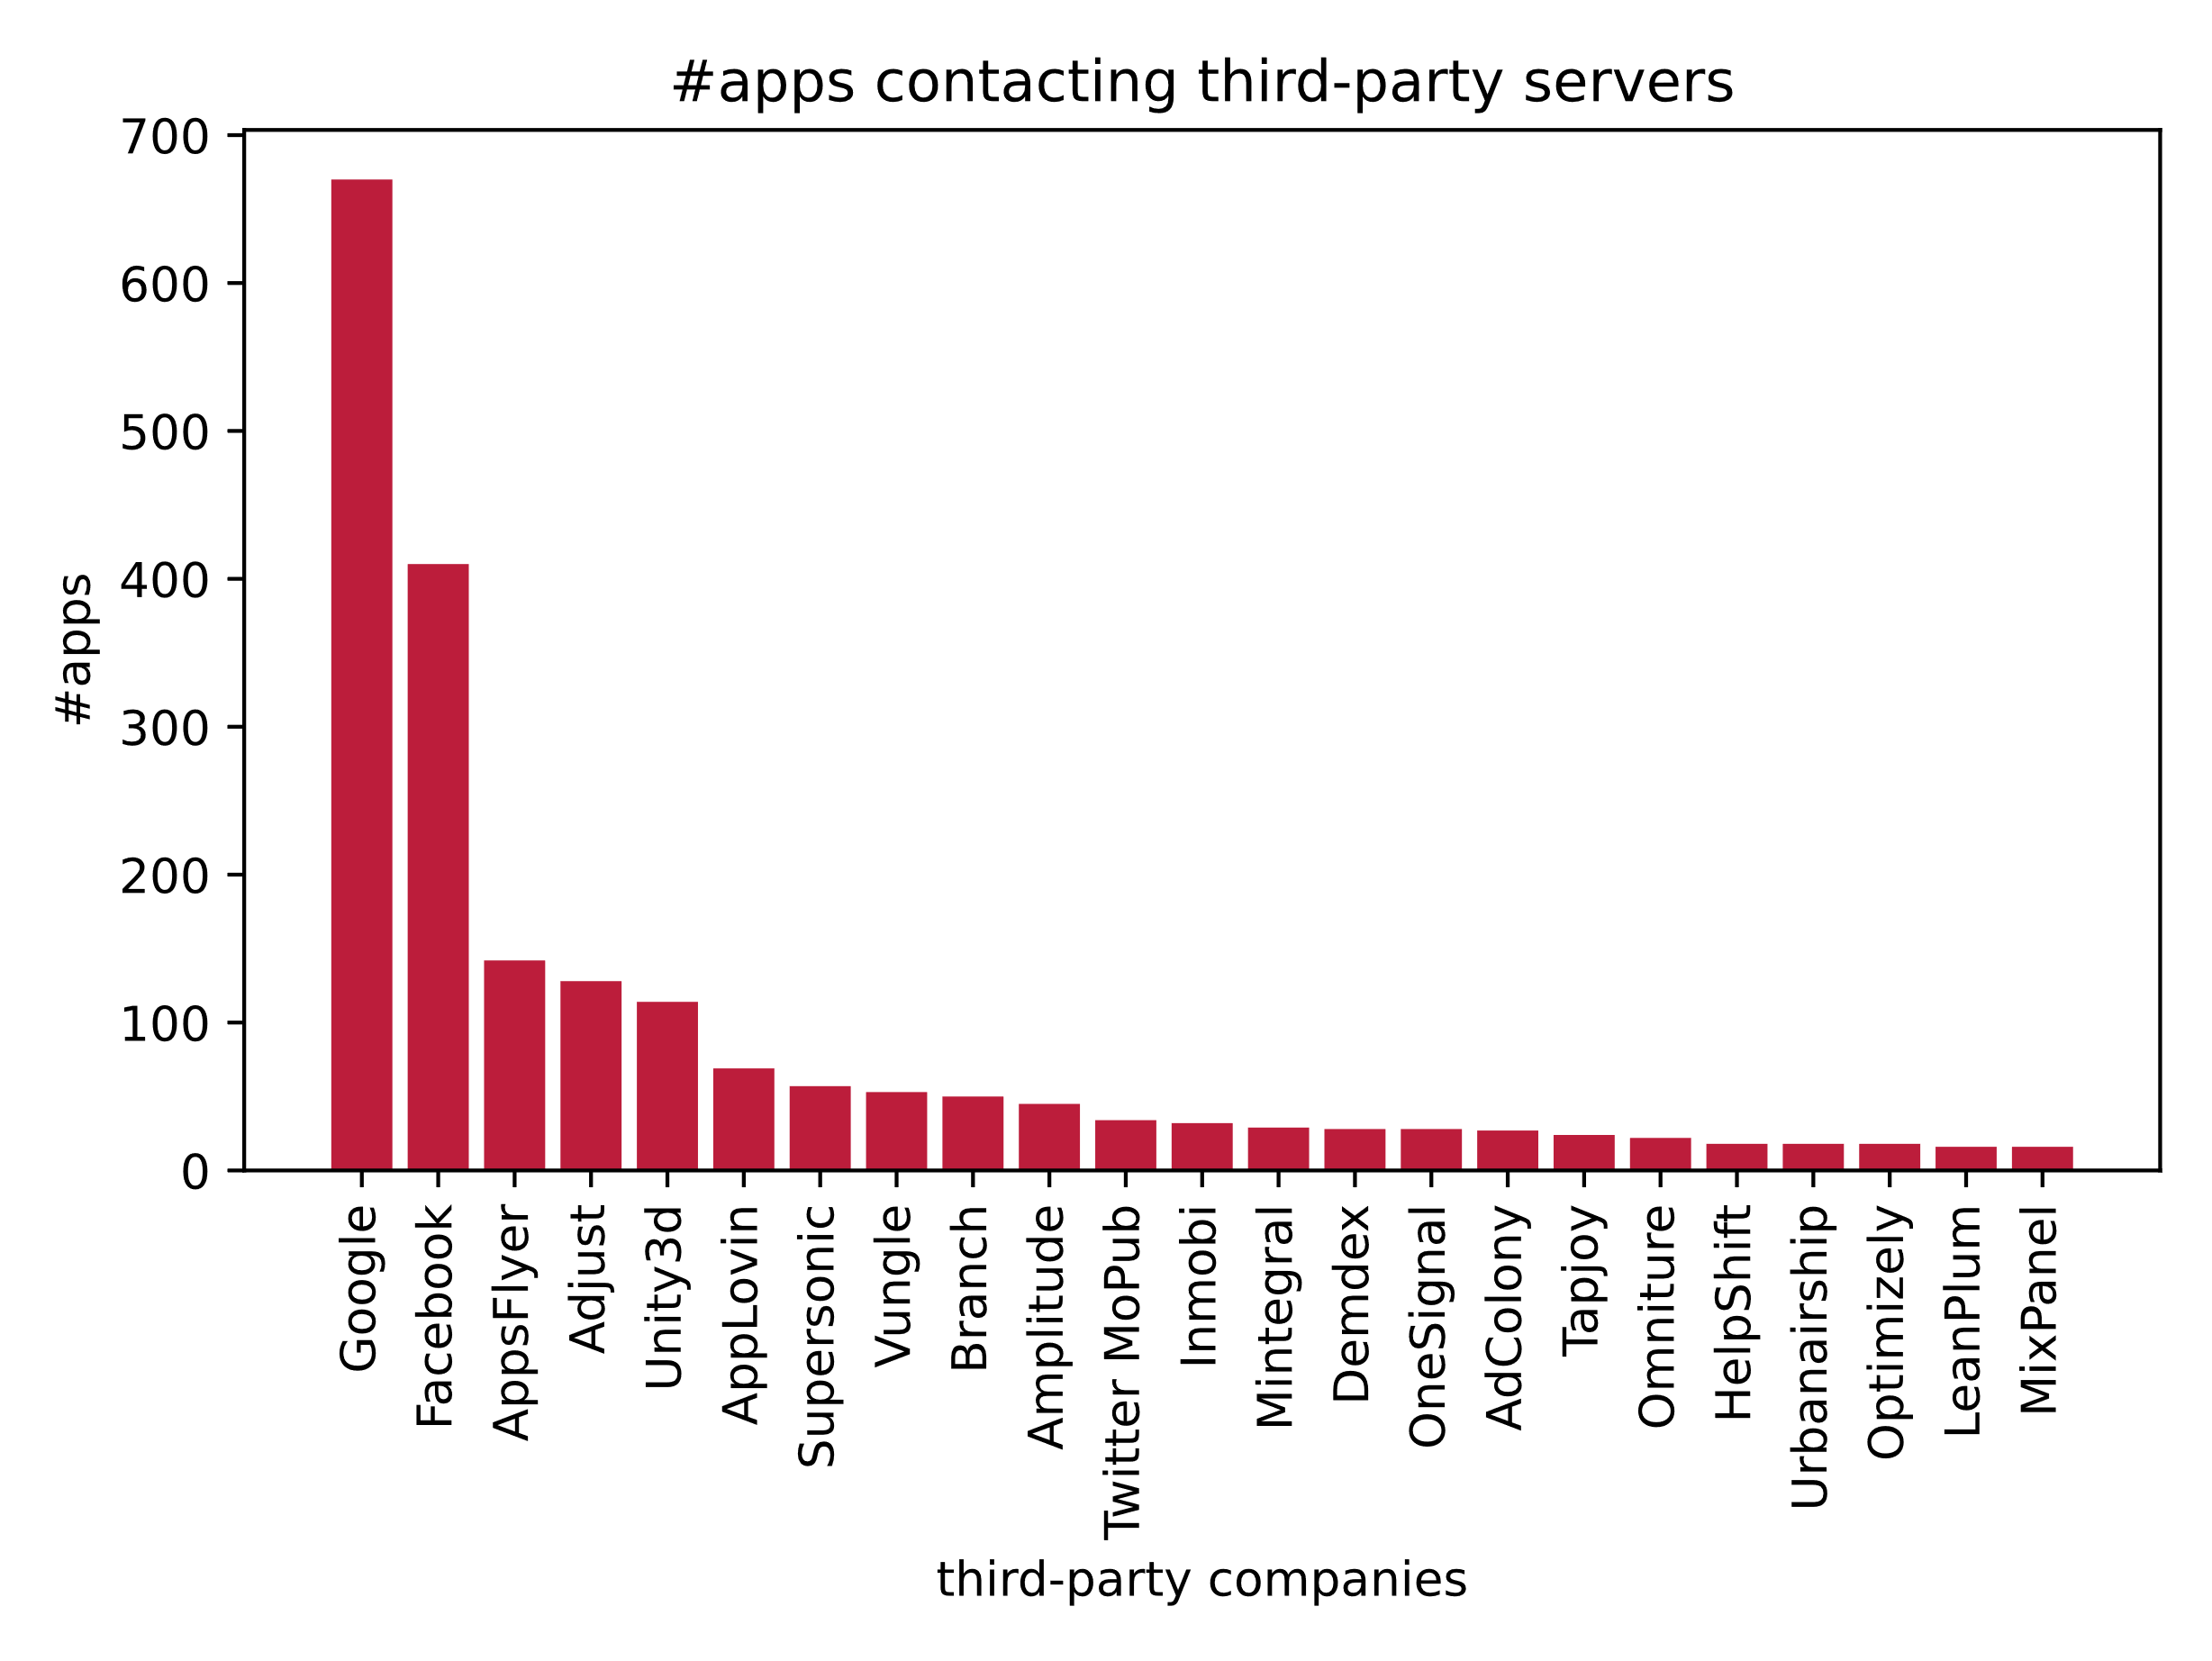 #apps contacting third-party servers
700
600
500
400
300
200
100
0
#apps
Google
Facebook
AppsFlyer
Adjust
Unity3d
AppLovin
Supersonic
Vungle
Branch
Amplitude
Twitter MoPub
Inmobi
Mintegral
Demdex
OneSignal
AdColony
Tapjoy
Omniture
HelpShift
Urbanairship
Optimizely
LeanPlum
MixPanel
third-party companies